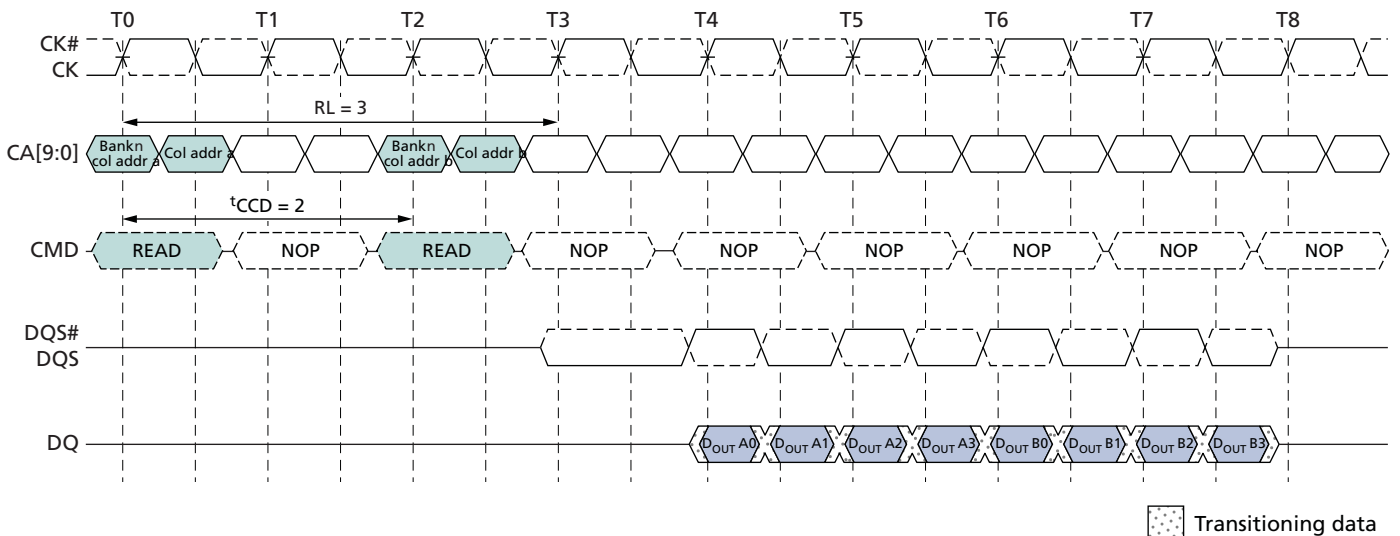 T0 T1 T2 T3 T4 T5 T6 T7 T8
CK#
CK
RL = 3
CA[9:0] Bankn col addr a Col addr a Bankn col addr b Col addr b
tCCD = 2
CMD READ NOP READ NOP NOP NOP NOP NOP NOP
DQS#
DQS
DQ DOUT A0 DOUT A1 DOUT A2 DOUT A3 DOUT B0 DOUT B1 DOUT B2 DOUT B3
Transitioning data